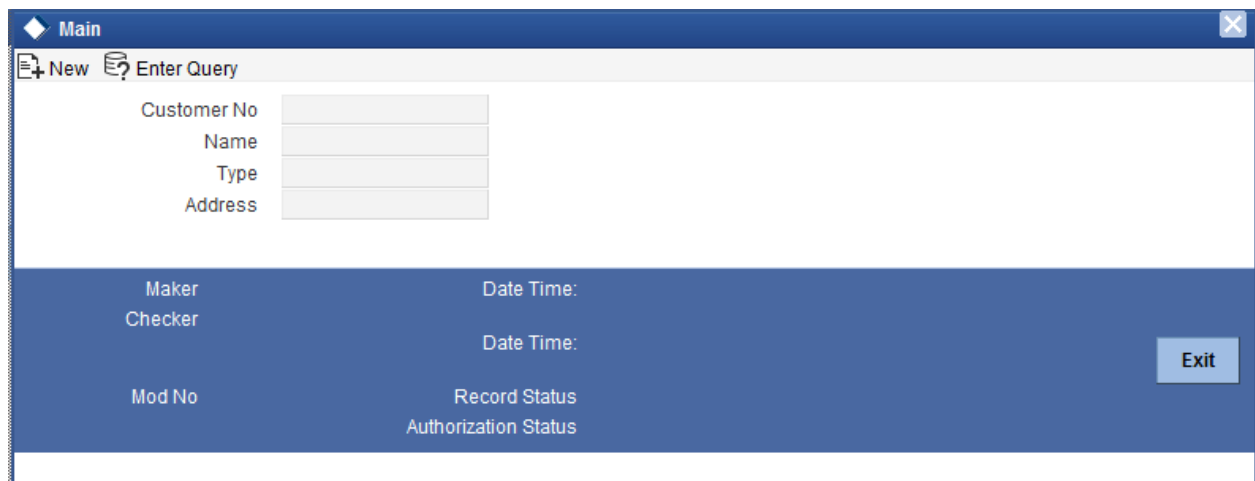 Main
New Enter Query
Customer No
Name
Type
Address
Maker Date Time:
Checker
Date Time:
Exit
Mod No Record Status
Authorization Status